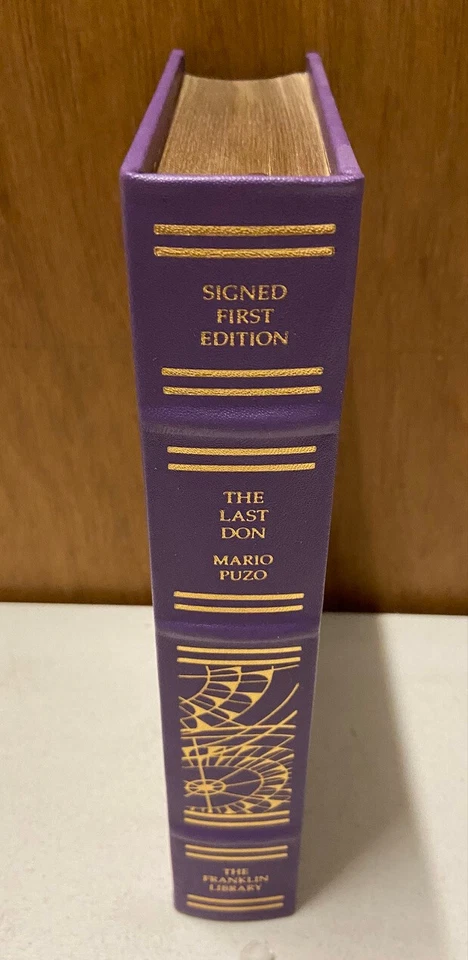 SIGNED
FIRST
EDITION
THE
LAST
DON
MARIO
PUZO
THE
FRANKLIN
LIBRARY